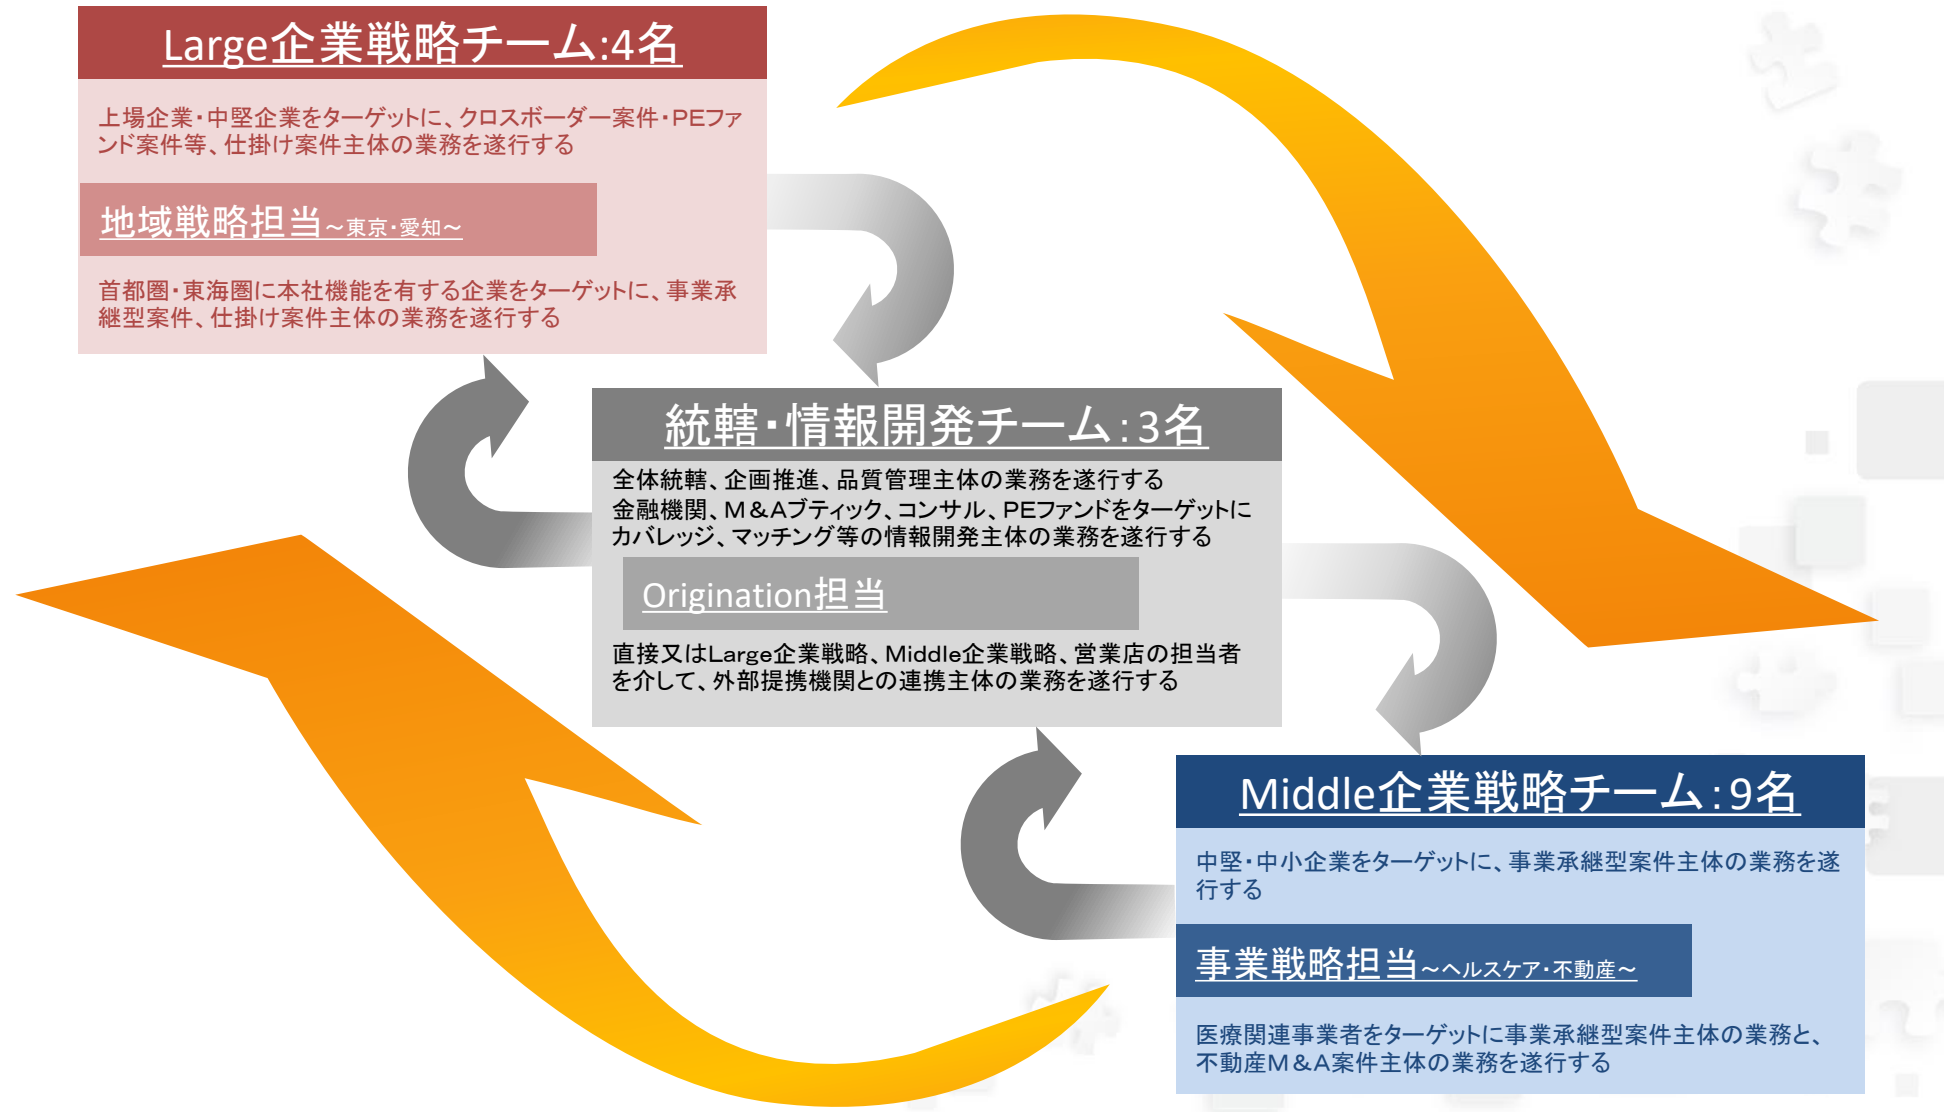 Large企業戦略チーム:4名
上場企業・中堅企業をターゲットに、クロスボーダー案件・PEファ
ンド案件等、仕掛け案件主体の業務を遂行する
地域戦略担当～東京・愛知～
首都圏・東海圏に本社機能を有する企業をターゲットに、事業承
継型案件、仕掛け案件主体の業務を遂行する
統轄・情報開発チーム：3名
全体統轄、企画推進、品質管理主体の業務を遂行する
金融機関、M＆Aブティック、コンサル、PEファンドをターゲットに
カバレッジ、マッチング等の情報開発主体の業務を遂行する
Origination担当
直接又はLarge企業戦略、Middle企業戦略、営業店の担当者
を介して、外部提携機関との連携主体の業務を遂行する
Middle企業戦略チーム：9名
中堅・中小企業をターゲットに、事業承継型案件主体の業務を遂
行する
事業戦略担当～ヘルスケア・不動産～
医療関連事業者をターゲットに事業承継型案件主体の業務と、
不動産M＆A案件主体の業務を遂行する